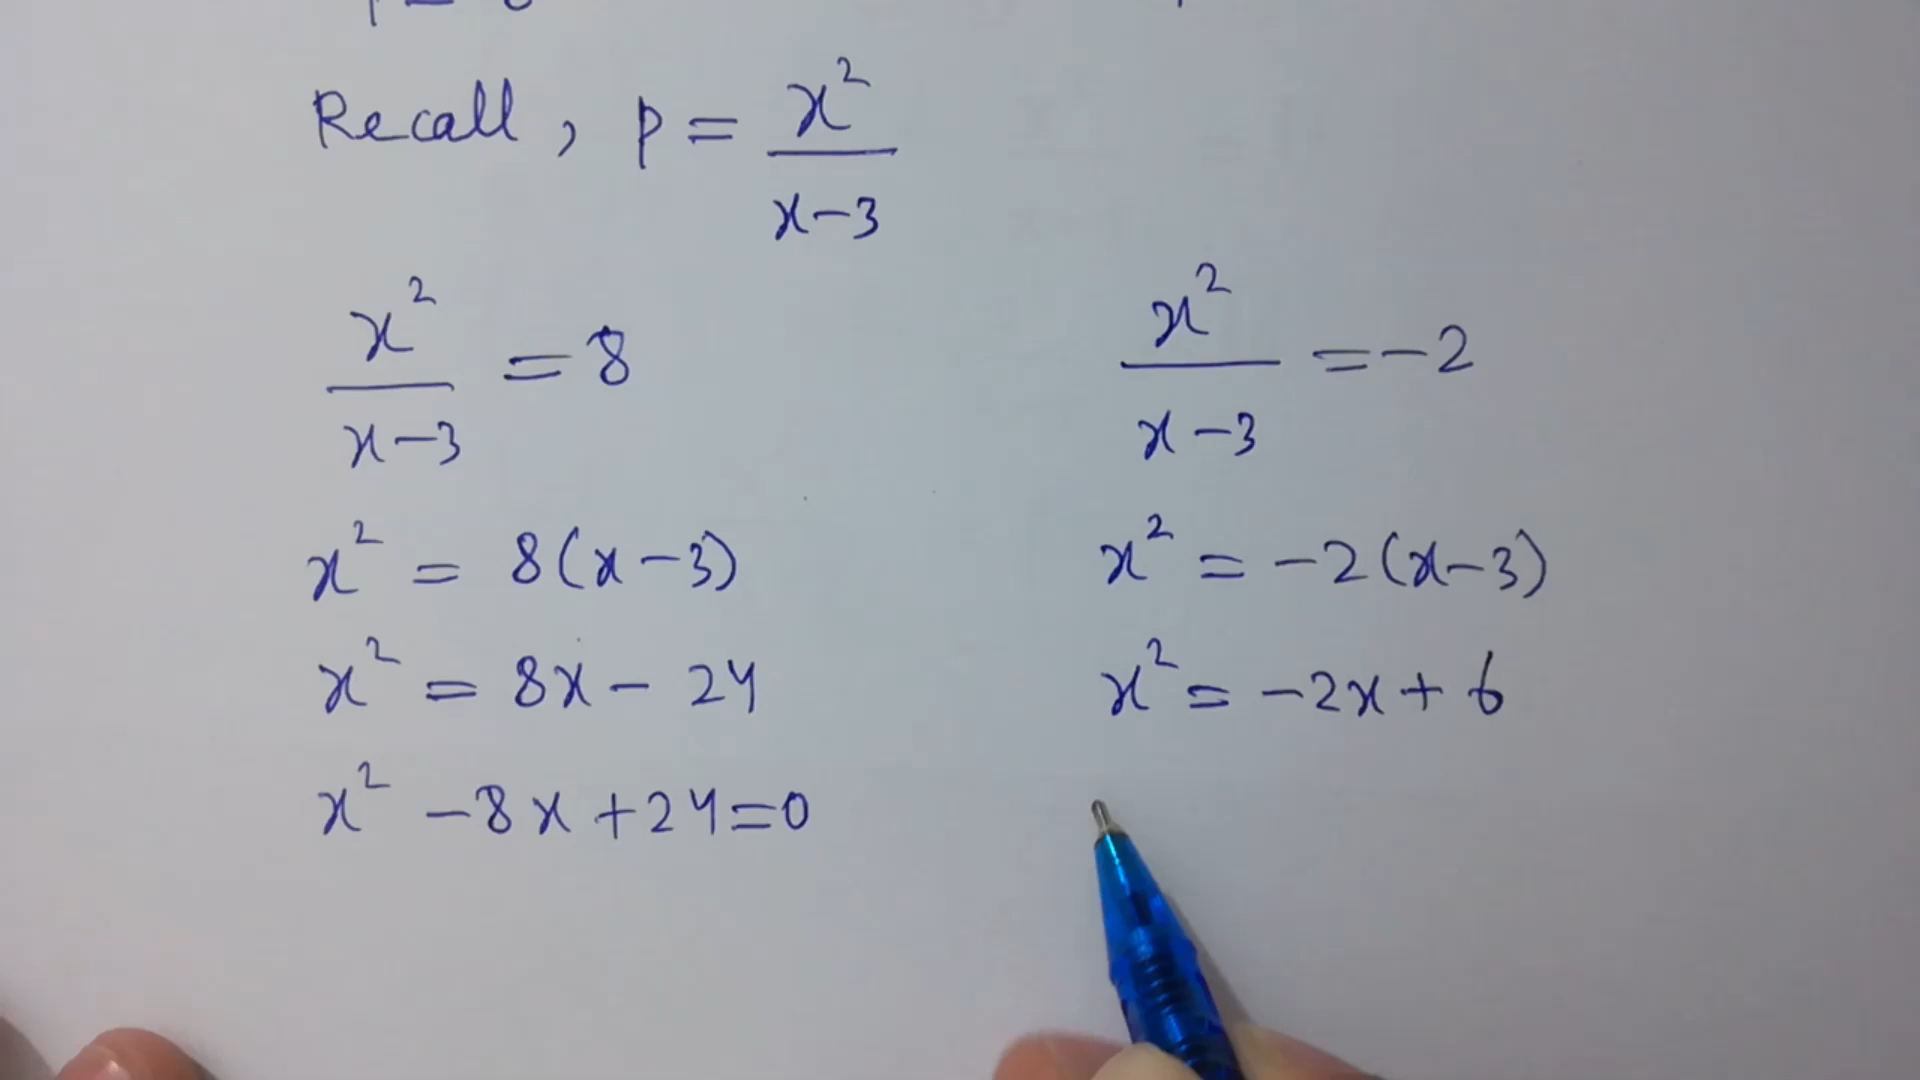 Recall, p = x²/(x-3)
x²/(x-3) = 8
x² = 8(x-3)
x² = 8x - 24
x² - 8x + 24 = 0
x²/(x-3) = -2
x² = -2(x-3)
x² = -2x + 6